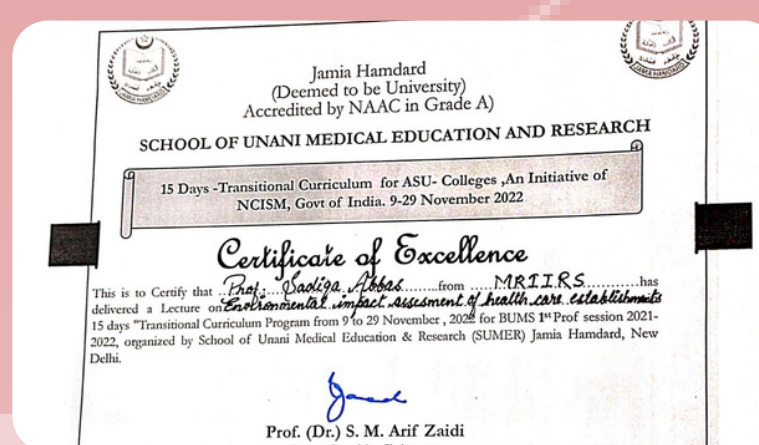 Jamia Hamdard
(Deemed to be University)
Accredited by NAAC in Grade A)
SCHOOL OF UNANI MEDICAL EDUCATION AND RESEARCH
15 Days -Transitional Curriculum for ASU- Colleges ,An Initiative of
NCISM, Govt of India. 9-29 November 2022
Certificate of Excellence
This is to Certify that Prof. Sadiqa Abbas from MRIIRS has
delivered a Lecture on Environmental impact assesment of health care establishments
15 days "Transitional Curriculum Program from 9 to 29 November , 2022 for BUMS 1st Prof session 2021-
2022, organized by School of Unani Medical Education & Research (SUMER) Jamia Hamdard, New
Delhi.
Prof. (Dr.) S. M. Arif Zaidi